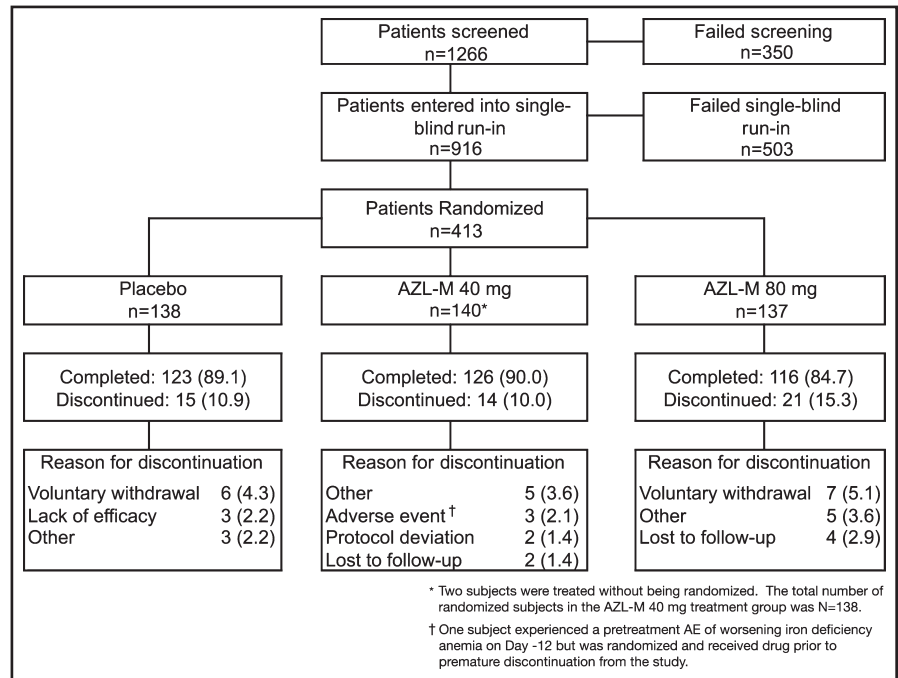 Patients screened
n=1266
Failed screening
n=350
Patients entered into single-
blind run-in
n=916
Failed single-blind
run-in
n=503
Patients Randomized
n=413
Placebo
n=138
AZL-M 40 mg
n=140*
AZL-M 80 mg
n=137
Completed: 123 (89.1)
Discontinued: 15 (10.9)
Completed: 126 (90.0)
Discontinued: 14 (10.0)
Completed: 116 (84.7)
Discontinued: 21 (15.3)
Reason for discontinuation
Voluntary withdrawal 6 (4.3)
Lack of efficacy 3 (2.2)
Other 3 (2.2)
Reason for discontinuation
Other 5 (3.6)
Adverse event† 3 (2.1)
Protocol deviation 2 (1.4)
Lost to follow-up 2 (1.4)
Reason for discontinuation
Voluntary withdrawal 7 (5.1)
Other 5 (3.6)
Lost to follow-up 4 (2.9)
* Two subjects were treated without being randomized. The total number of
randomized subjects in the AZL-M 40 mg treatment group was N=138.
† One subject experienced a pretreatment AE of worsening iron deficiency
anemia on Day -12 but was randomized and received drug prior to
premature discontinuation from the study.